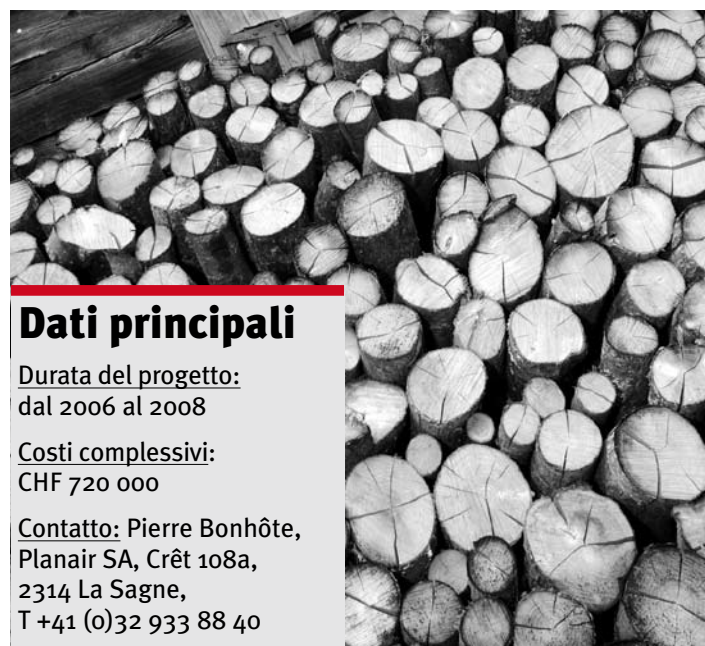 Dati principali
Durata del progetto:
dal 2006 al 2008
Costi complessivi:
CHF 720 000
Contatto: Pierre Bonhôte,
Planair SA, Crêt 108a,
2314 La Sagne,
T +41 (0)32 933 88 40